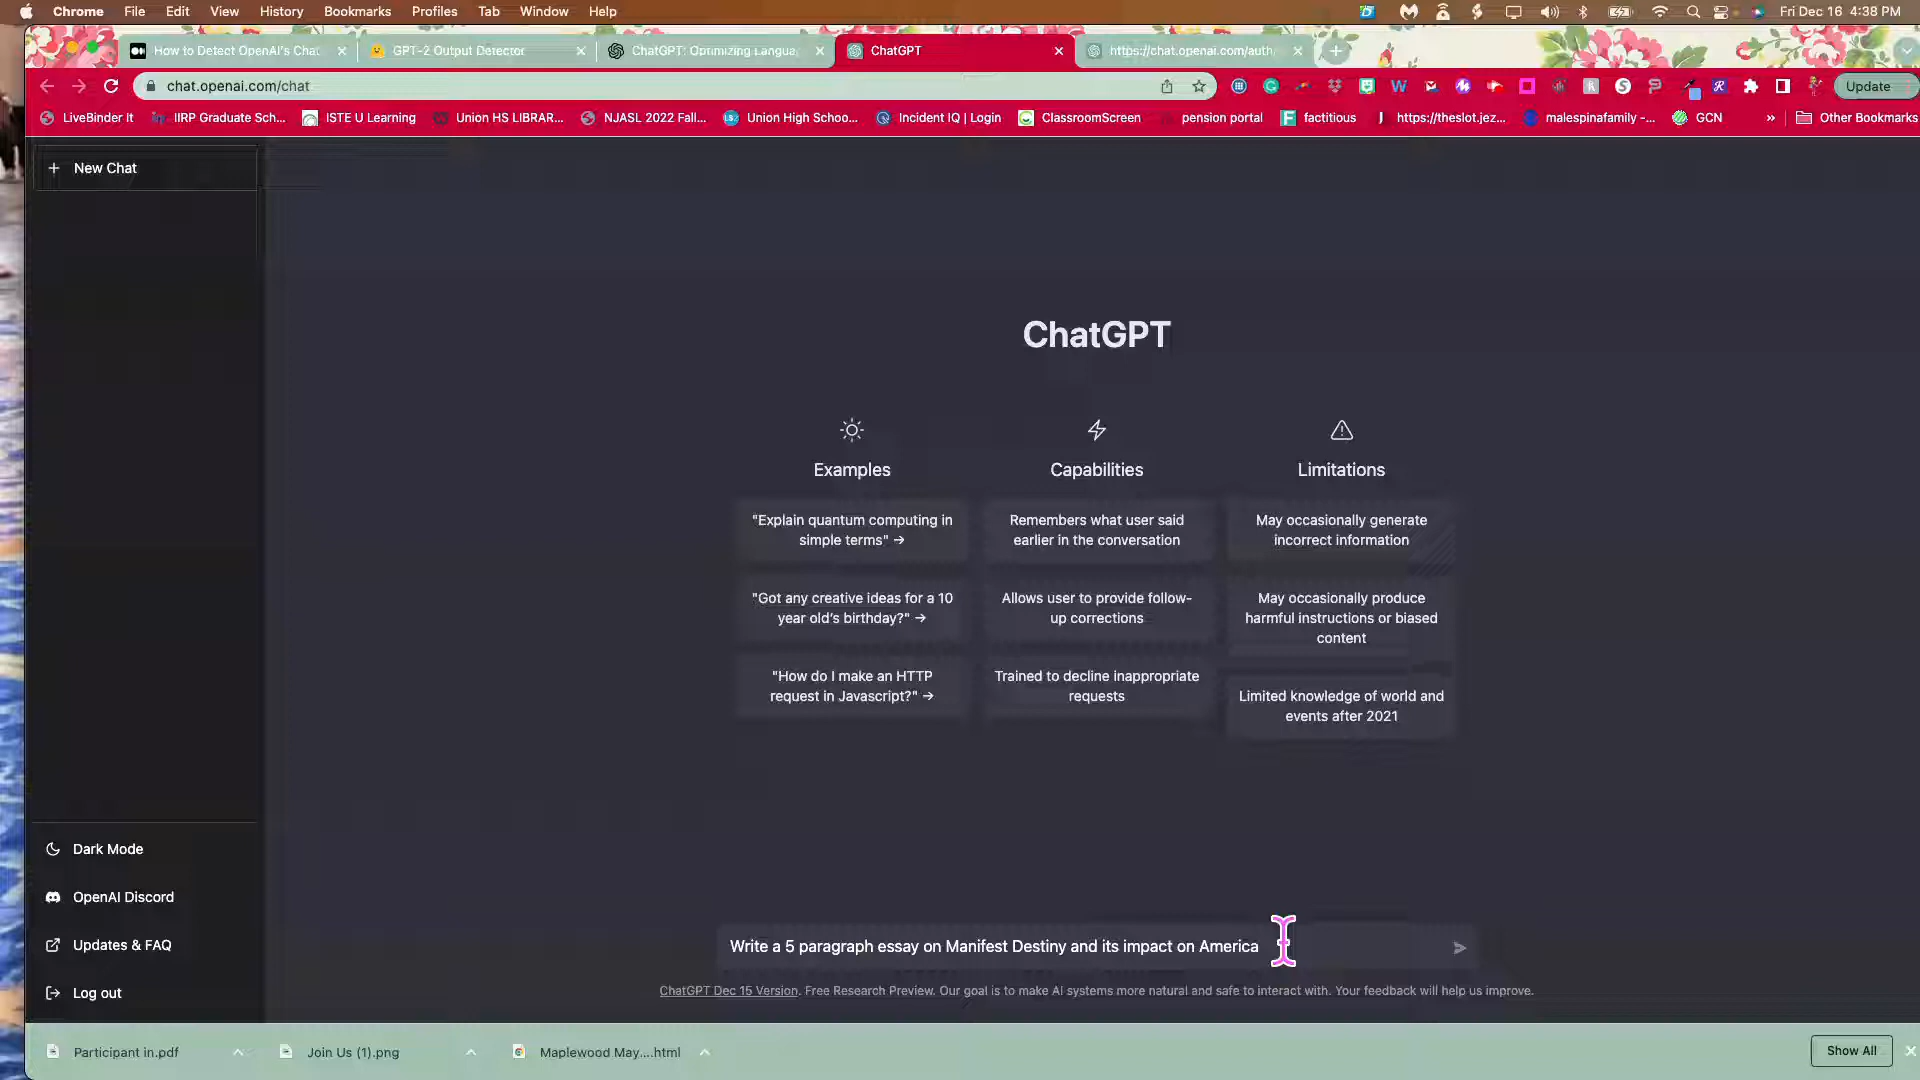 Chrome File Edit View History Bookmarks Profiles Tab Window Help Fri Dec 16 4:38 PM
How to Detect OpenAI's Chat GPT-2 Output Detector ChatGPT: Optimizing Langua ChatGPT https://chat.openai.com/auth
chat.openai.com/chat Update
LiveBinder It IIRP Graduate Sch... ISTE U Learning Union HS LIBRAR... NJASL 2022 Fall... Union High Schoo... Incident IQ | Login ClassroomScreen pension portal factitious https://theslot.jez... malespinafamily -... GCN » Other Bookmarks
+ New Chat
ChatGPT
Examples Capabilities Limitations
"Explain quantum computing in Remembers what user said May occasionally generate
simple terms" → earlier in the conversation incorrect information
"Got any creative ideas for a 10 Allows user to provide follow- May occasionally produce
year old's birthday?" → up corrections harmful instructions or biased
content
"How do I make an HTTP Trained to decline inappropriate Limited knowledge of world and
request in Javascript?" → requests events after 2021
Dark Mode
OpenAI Discord
Updates & FAQ
Log out
Write a 5 paragraph essay on Manifest Destiny and its impact on America
ChatGPT Dec 15 Version. Free Research Preview. Our goal is to make AI systems more natural and safe to interact with. Your feedback will help us improve.
Participant in.pdf Join Us (1).png Maplewood May....html Show All